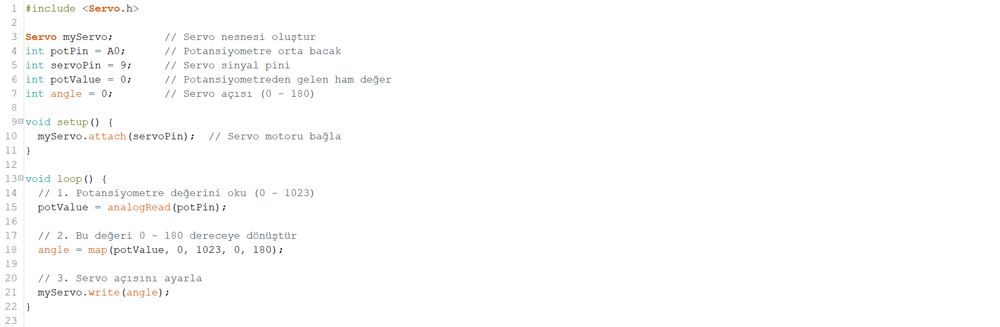 1 #include <Servo.h>
2
3 Servo myServo;        // Servo nesnesi oluştur
4 int potPin = A0;      // Potansiyometre orta bacak
5 int servoPin = 9;     // Servo sinyal pini
6 int potValue = 0;     // Potansiyometreden gelen ham değer
7 int angle = 0;        // Servo açısı (0 - 180)
8
9 void setup() {
10   myServo.attach(servoPin);  // Servo motoru bağla
11 }
12
13 void loop() {
14   // 1. Potansiyometre değerini oku (0 - 1023)
15   potValue = analogRead(potPin);
16
17   // 2. Bu değeri 0 - 180 dereceye dönüştür
18   angle = map(potValue, 0, 1023, 0, 180);
19
20   // 3. Servo açısını ayarla
21   myServo.write(angle);
22 }
23